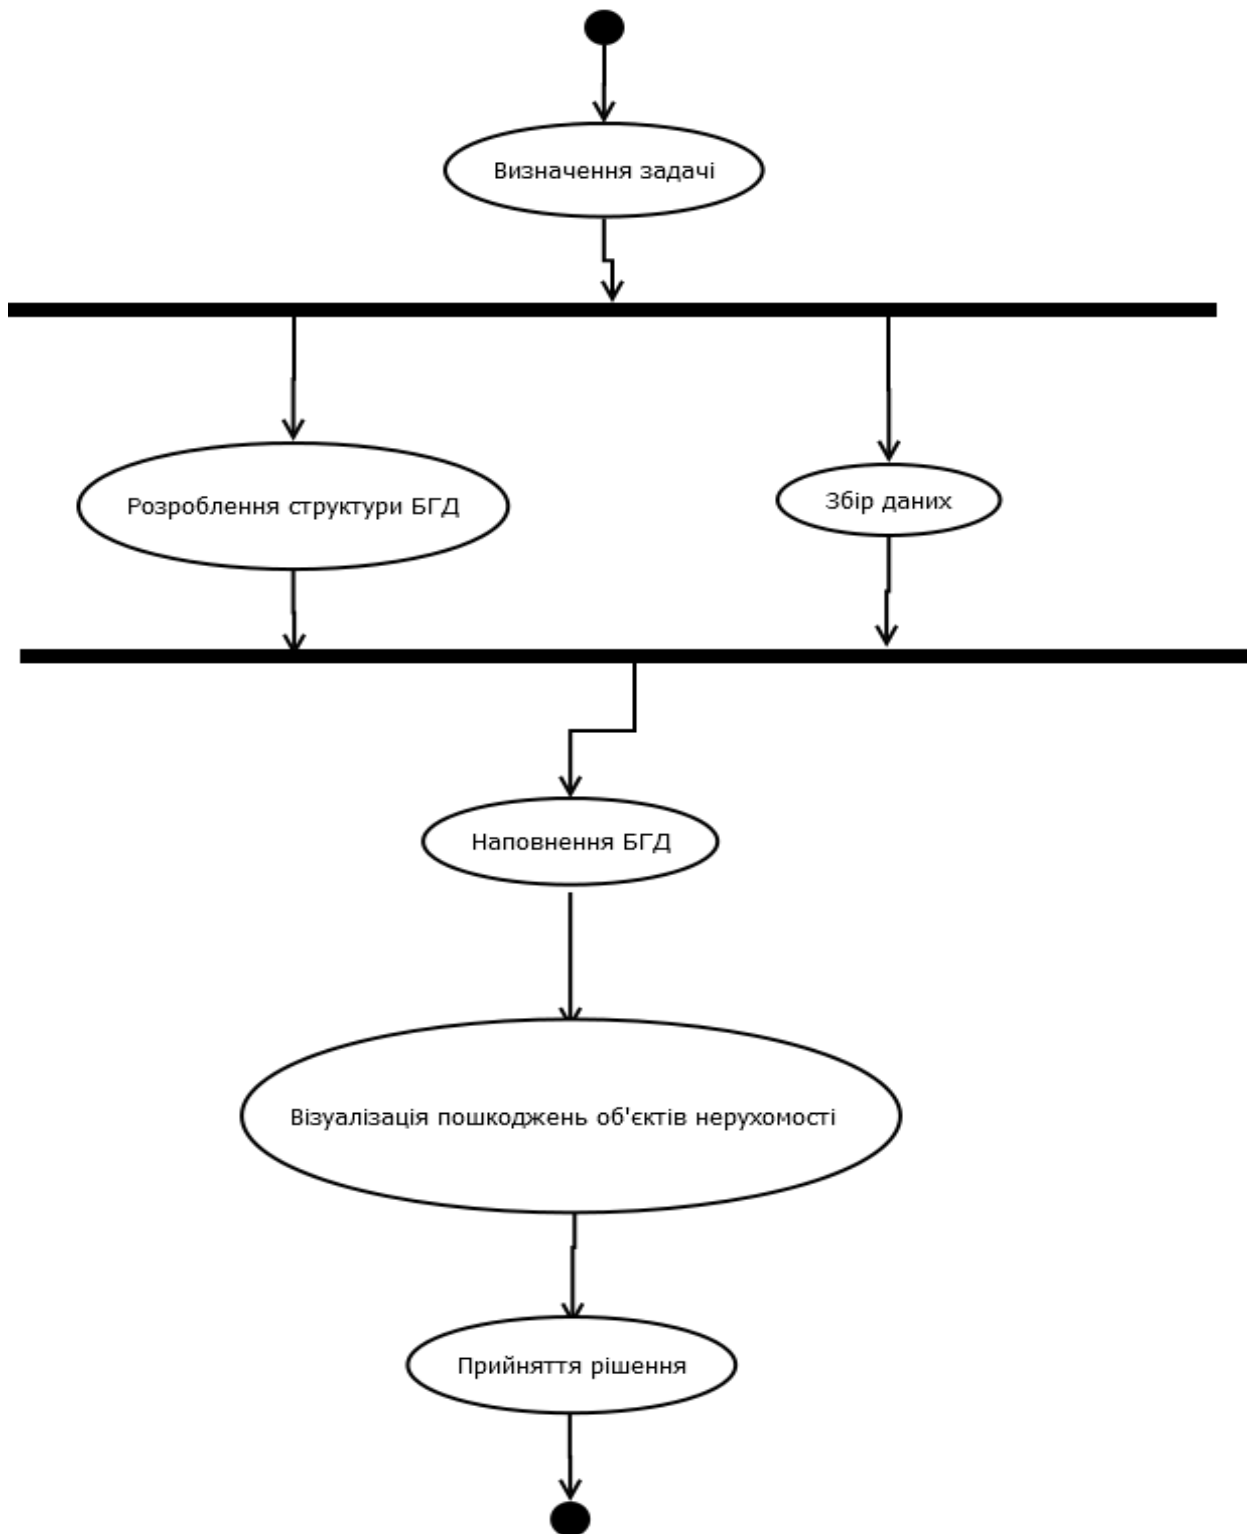 Визначення задачі
Розроблення структури БГД
Збір даних
Наповнення БГД
Візуалізація пошкоджень об'єктів нерухомості
Прийняття рішення